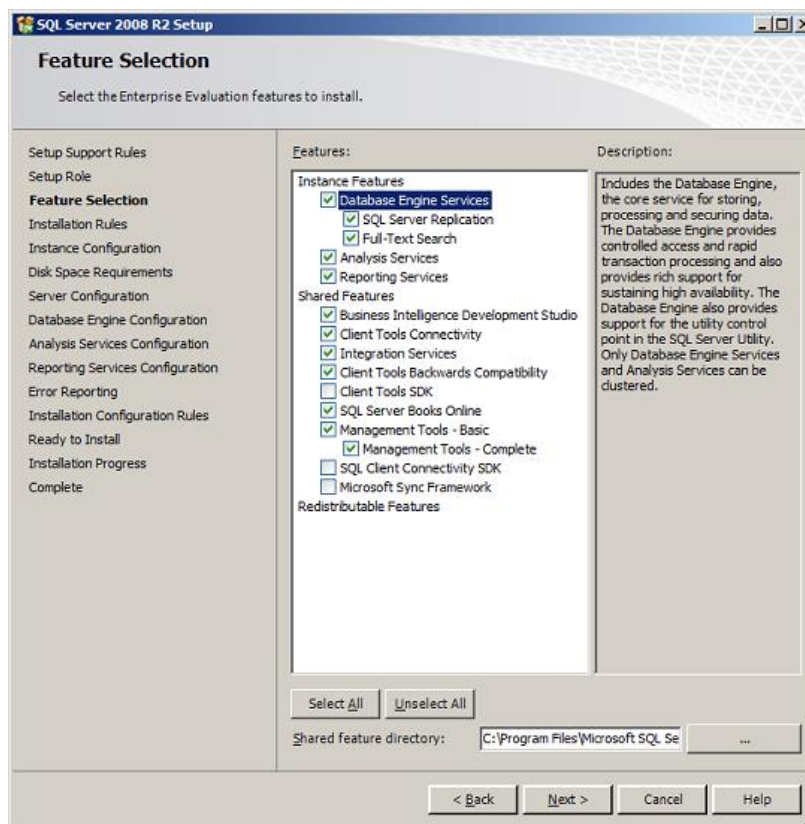 SQL Server 2008 R2 Setup
Feature Selection
Select the Enterprise Evaluation features to install.
Setup Support Rules
Setup Role
Feature Selection
Installation Rules
Instance Configuration
Disk Space Requirements
Server Configuration
Database Engine Configuration
Analysis Services Configuration
Reporting Services Configuration
Error Reporting
Installation Configuration Rules
Ready to Install
Installation Progress
Complete
Features:
Instance Features
Database Engine Services
SQL Server Replication
Full-Text Search
Analysis Services
Reporting Services
Shared Features
Business Intelligence Development Studio
Client Tools Connectivity
Integration Services
Client Tools Backwards Compatibility
Client Tools SDK
SQL Server Books Online
Management Tools - Basic
Management Tools - Complete
SQL Client Connectivity SDK
Microsoft Sync Framework
Redistributable Features
Description:
Includes the Database Engine,
the core service for storing,
processing and securing data.
The Database Engine provides
controlled access and rapid
transaction processing and also
provides rich support for
sustaining high availability. The
Database Engine also provides
support for the utility control
point in the SQL Server Utility.
Only Database Engine Services
and Analysis Services can be
clustered.
Select All
Unselect All
Shared feature directory:
C:\Program Files\Microsoft SQL Se
...
< Back
Next >
Cancel
Help